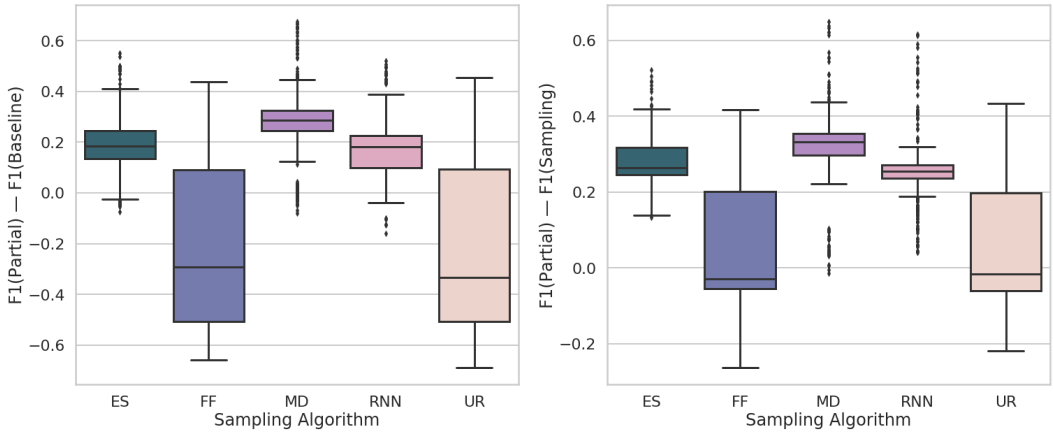 F1(Partial) — F1(Baseline)
0.6
0.4
0.2
0.0
−0.2
−0.4
−0.6
ES FF MD RNN UR
Sampling Algorithm
F1(Partial) — F1(Sampling)
0.6
0.4
0.2
0.0
−0.2
ES FF MD RNN UR
Sampling Algorithm